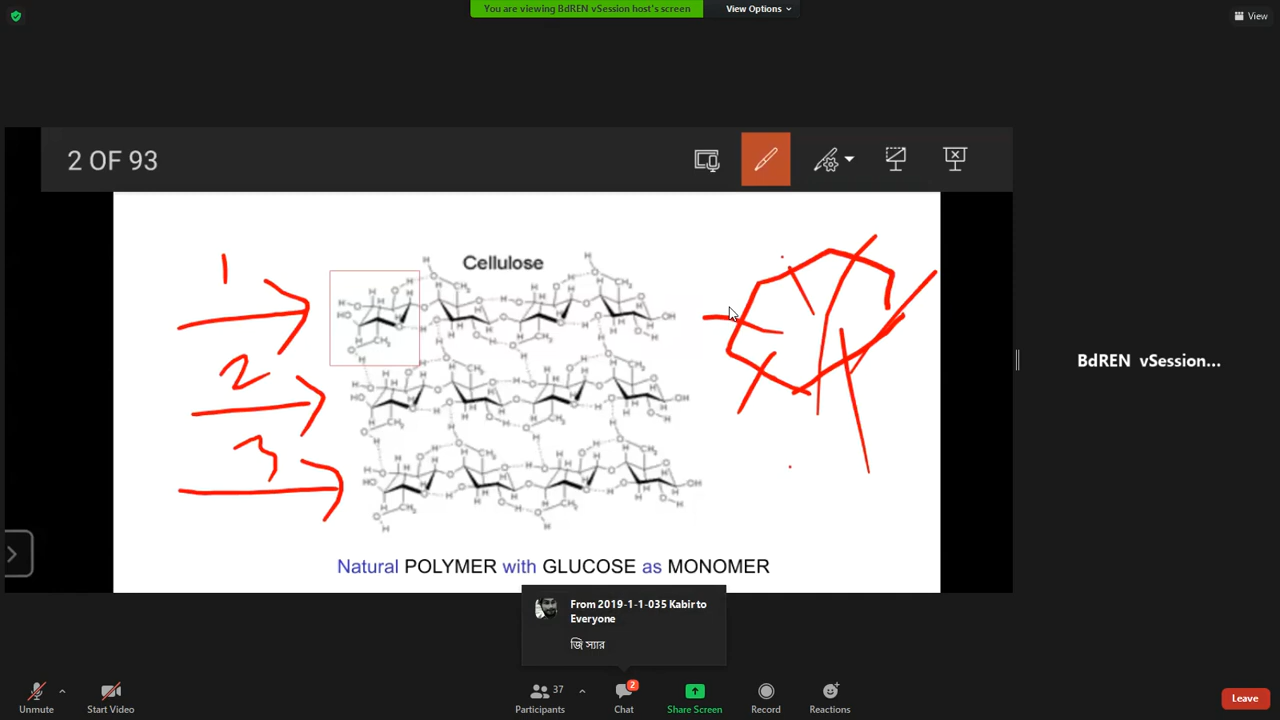 You are viewing BdREN vSession host's screen
View Options
View
2 OF 93
Cellulose
1
2
3
Natural POLYMER with GLUCOSE as MONOMER
BdREN vSession...
From 2019-1-1-035 Kabir to
Everyone
জি স্যার
Unmute
Start Video
37
Participants
2
Chat
Share Screen
Record
Reactions
Leave